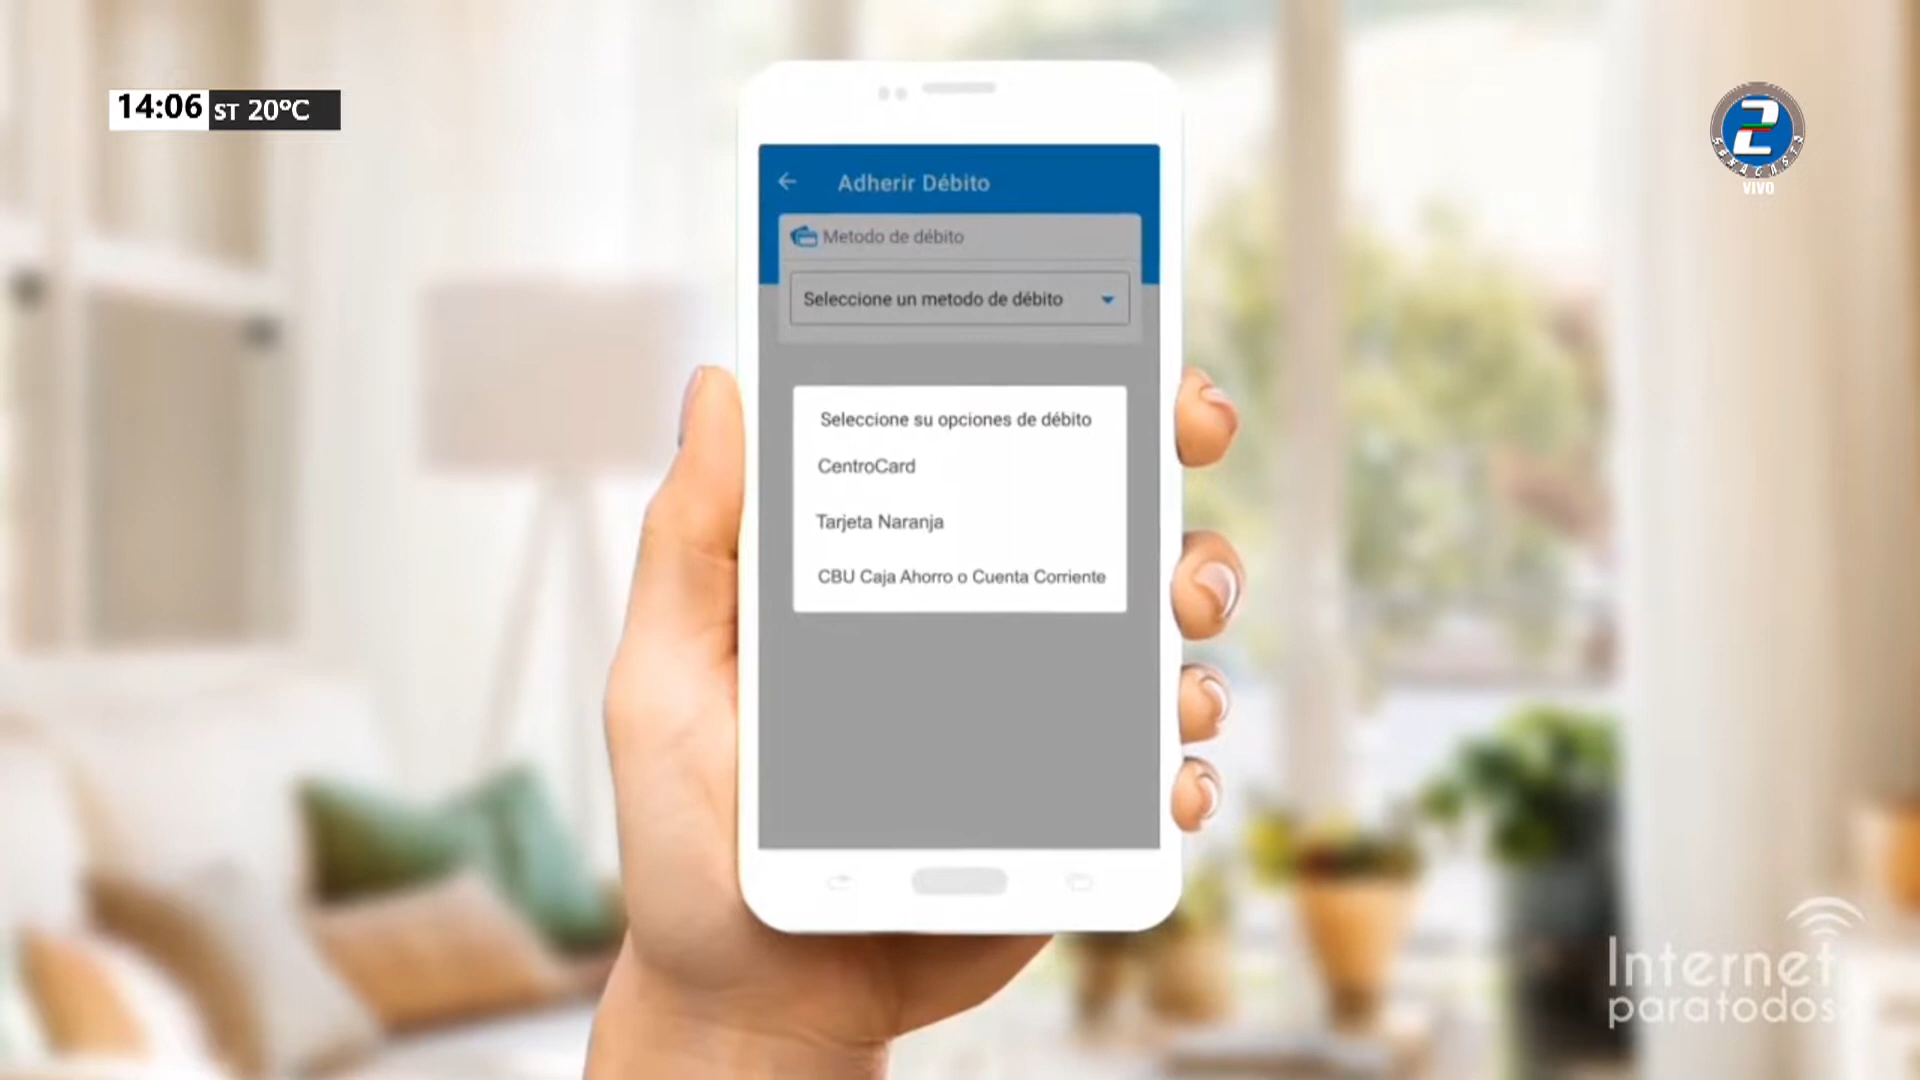 14:06 ST 20°C
2
VIVO
Adherir Débito
Metodo de débito
Seleccione un metodo de débito
Seleccione su opciones de débito
CentroCard
Tarjeta Naranja
CBU Caja Ahorro o Cuenta Corriente
Internet
paratodos